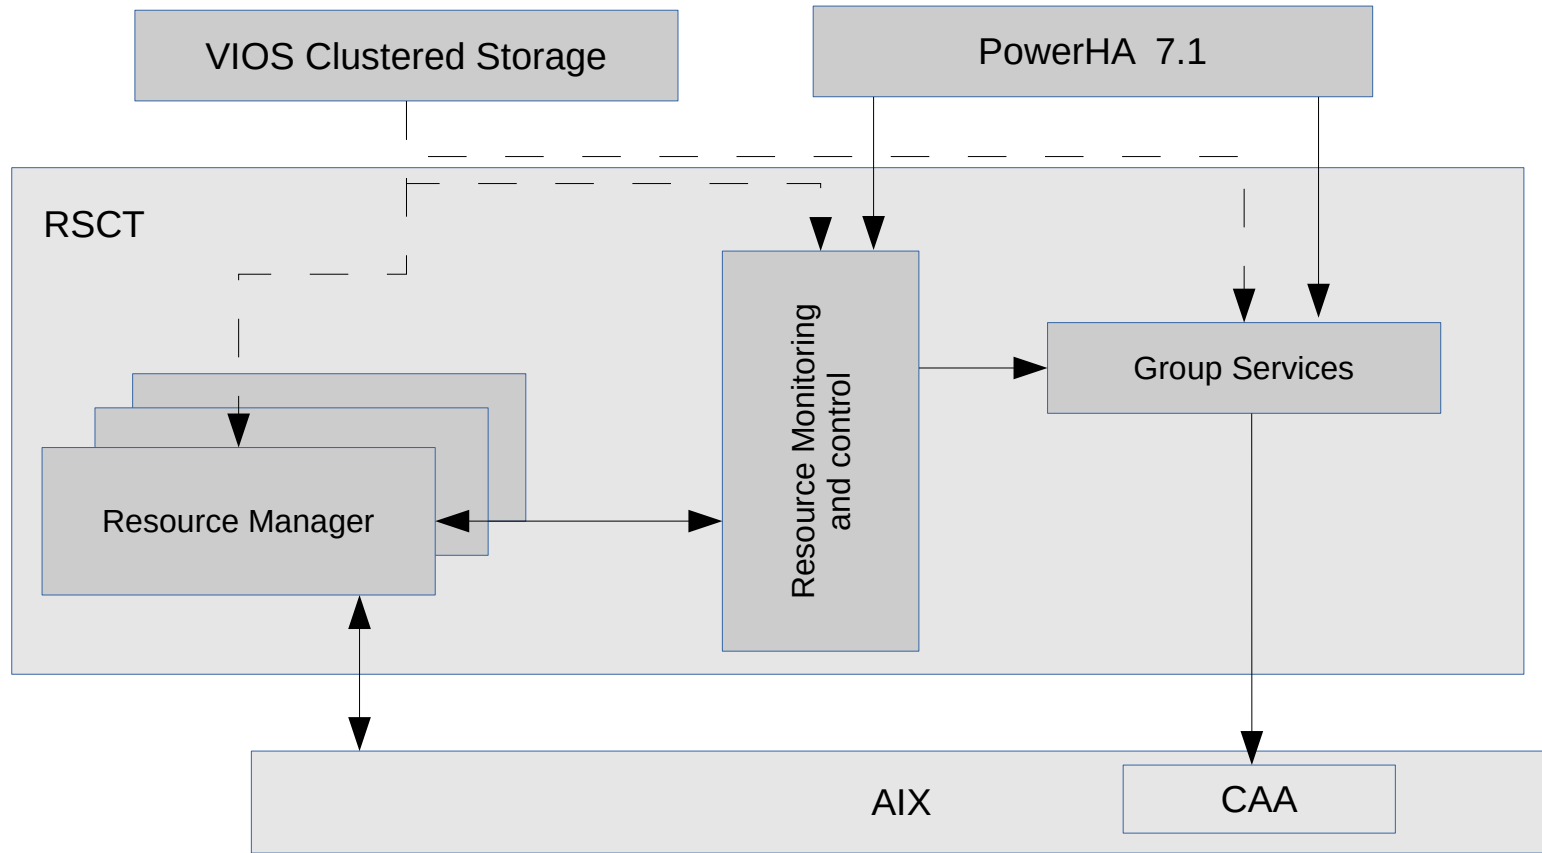 VIOS Clustered Storage
PowerHA  7.1
RSCT
Resource Monitoring
and control
Group Services
Resource Manager
AIX
CAA